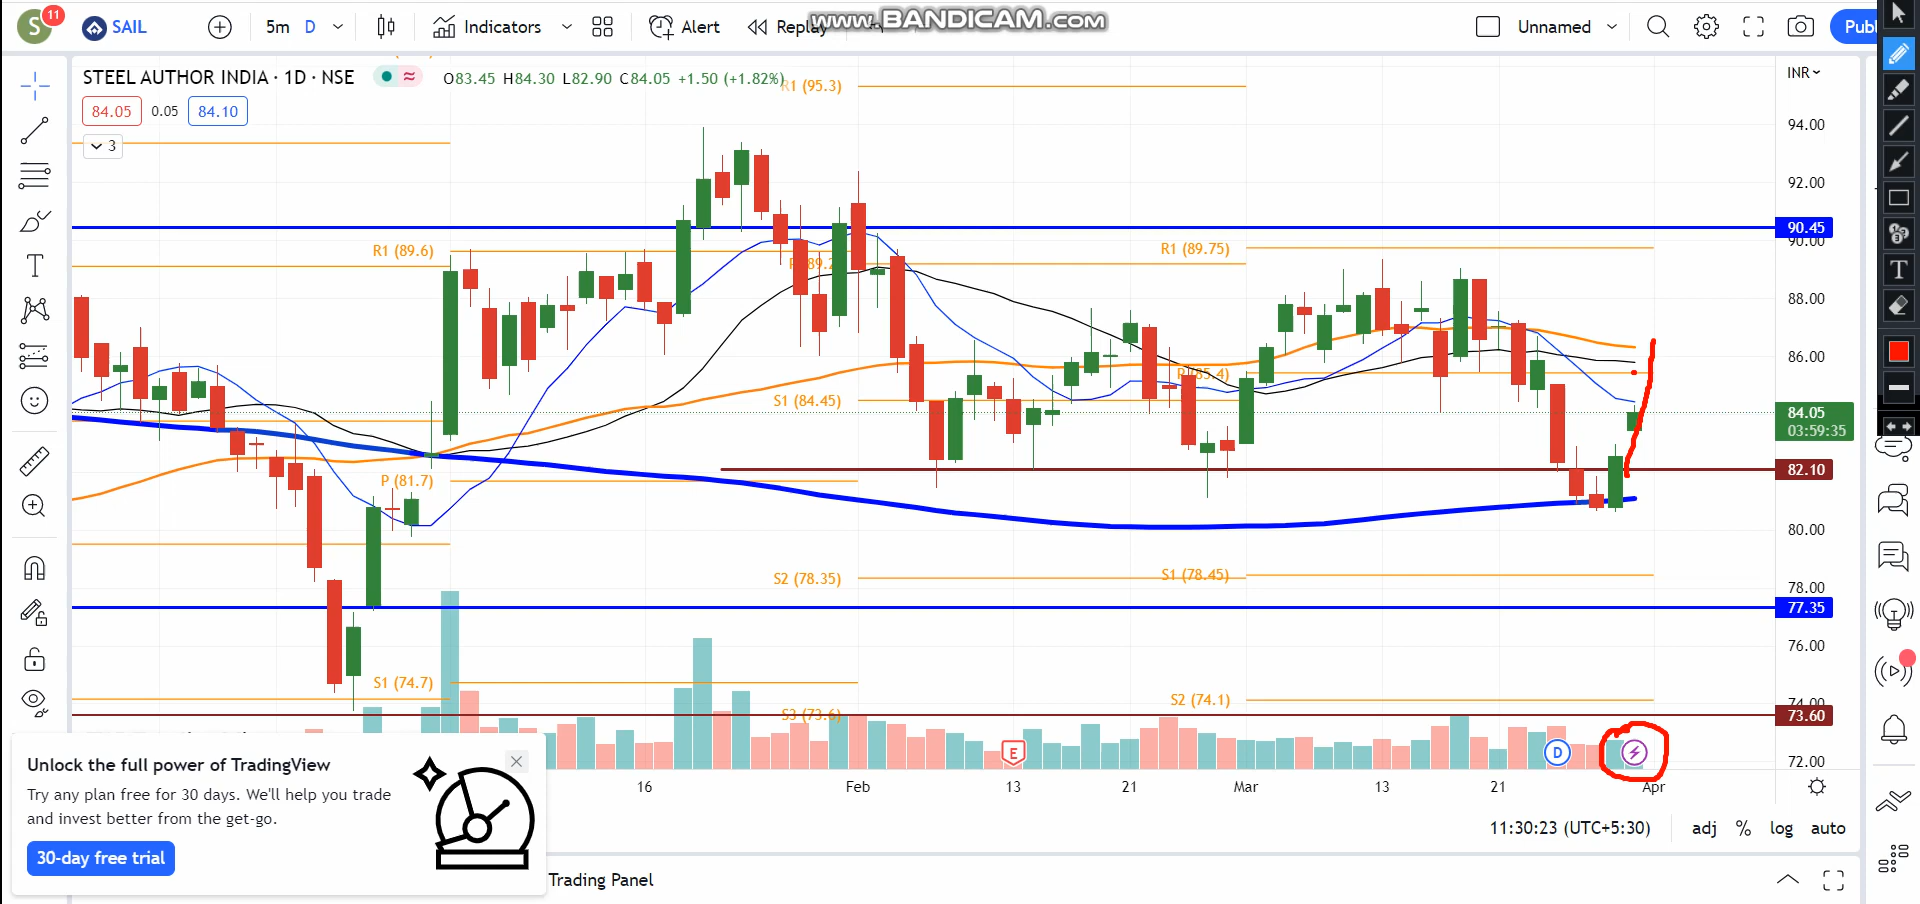 S
11
SAIL
5m
D
Indicators
Alert
Replay
www.BANDICAM.com
Unnamed
Publ
STEEL AUTHOR INDIA · 1D · NSE
O83.45 H84.30 L82.90 C84.05 +1.50 (+1.82%)
INR
84.05
0.05
84.10
3
R1 (95.3)
94.00
92.00
90.45
90.00
R1 (89.6)
R1 (89.75)
P (89.2
88.00
86.00
P (85.4)
S1 (84.45)
84.05
03:59:35
82.10
P (81.7)
80.00
S2 (78.35)
S1 (78.45)
78.00
77.35
76.00
S1 (74.7)
S2 (74.1)
74.00
S3 (73.6)
73.60
72.00
E
D
16
Feb
13
21
Mar
13
21
Apr
Unlock the full power of TradingView
Try any plan free for 30 days. We'll help you trade
and invest better from the get-go.
30-day free trial
11:30:23 (UTC+5:30)
adj
%
log
auto
Trading Panel
T
T